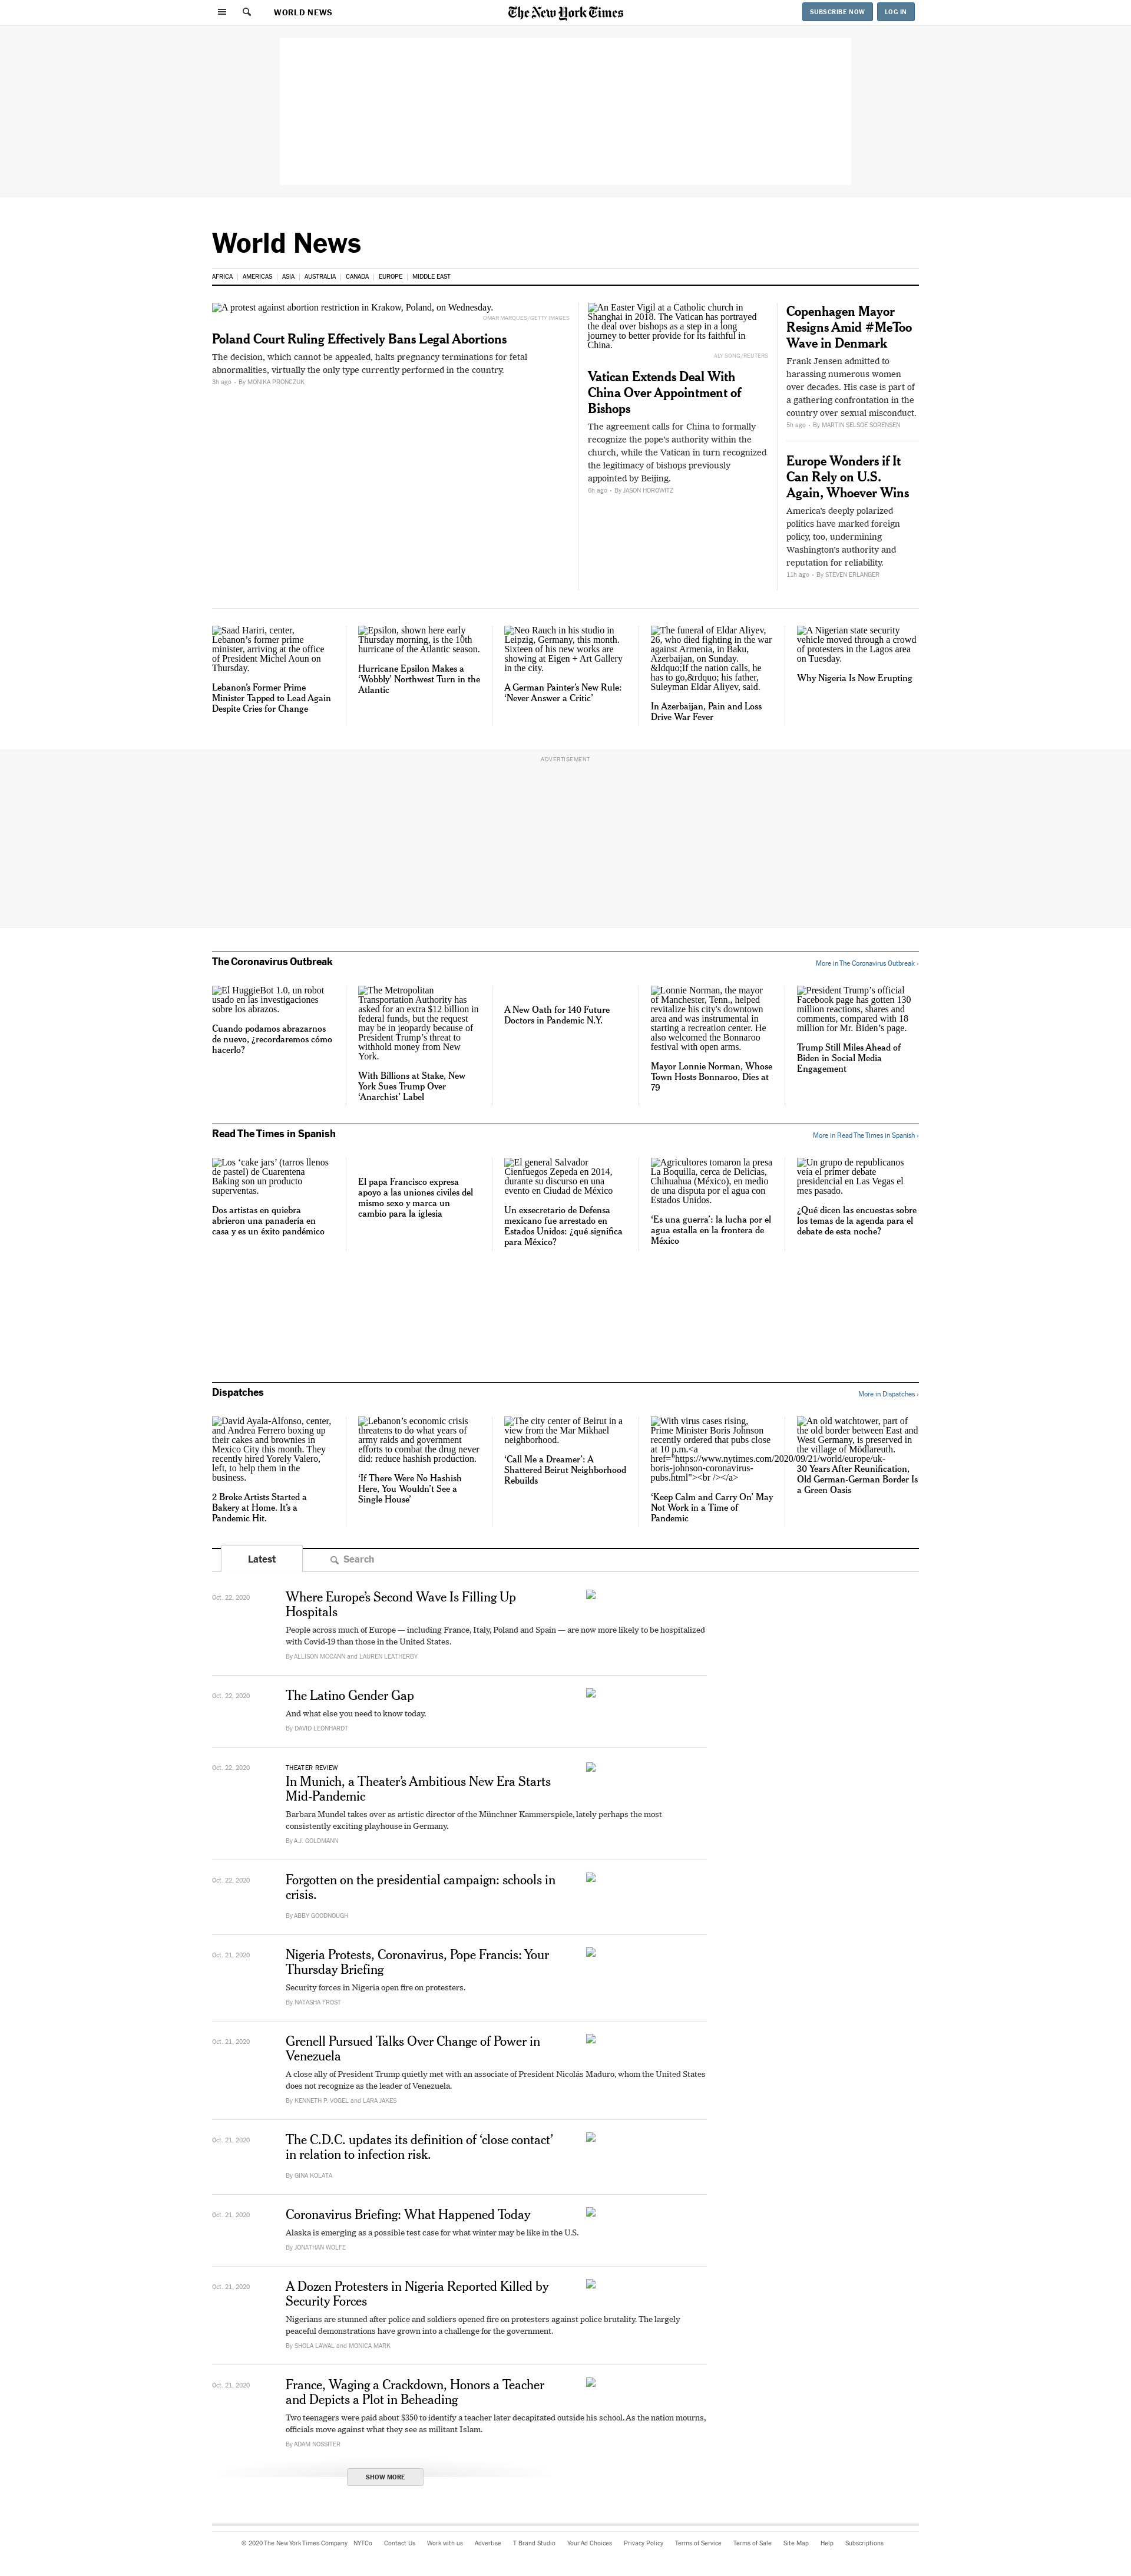 WORLD NEWS
The New York Times
SUBSCRIBE NOW
LOG IN
World News
AFRICA
AMERICAS
ASIA
AUSTRALIA
CANADA
EUROPE
MIDDLE EAST
A protest against abortion restriction in Krakow, Poland, on Wednesday.
OMAR MARQUES/GETTY IMAGES
Poland Court Ruling Effectively Bans Legal Abortions
The decision, which cannot be appealed, halts pregnancy terminations for fetal
abnormalities, virtually the only type currently performed in the country.
3h ago - By MONIKA PRONCZUK
An Easter Vigil at a Catholic church in
Shanghai in 2018. The Vatican has portrayed
the deal over bishops as a step in a long
journey to better provide for its faithful in
China.
ALY SONG/REUTERS
Vatican Extends Deal With
China Over Appointment of
Bishops
The agreement calls for China to formally
recognize the pope's authority within the
church, while the Vatican in turn recognized
the legitimacy of bishops previously
appointed by Beijing.
6h ago - By JASON HOROWITZ
Copenhagen Mayor
Resigns Amid #MeToo
Wave in Denmark
Frank Jensen admitted to
harassing numerous women
over decades. His case is part of
a gathering confrontation in the
country over sexual misconduct.
5h ago - By MARTIN SELSOE SORENSEN
Europe Wonders if It
Can Rely on U.S.
Again, Whoever Wins
America's deeply polarized
politics have marked foreign
policy, too, undermining
Washington's authority and
reputation for reliability.
11h ago - By STEVEN ERLANGER
Saad Hariri, center,
Lebanon's former prime
minister, arriving at the office
of President Michel Aoun on
Thursday.
Lebanon's Former Prime
Minister Tapped to Lead Again
Despite Cries for Change
Epsilon, shown here early
Thursday morning, is the 10th
hurricane of the Atlantic season.
Hurricane Epsilon Makes a
'Wobbly' Northwest Turn in the
Atlantic
Neo Rauch in his studio in
Leipzig, Germany, this month.
Sixteen of his new works are
showing at Eigen + Art Gallery
in the city.
A German Painter's New Rule:
'Never Answer a Critic'
The funeral of Eldar Aliyev,
26, who died fighting in the war
against Armenia, in Baku,
Azerbaijan, on Sunday.
&ldquo;If the nation calls, he
has to go,&rdquo; his father,
Suleyman Eldar Aliyev, said.
In Azerbaijan, Pain and Loss
Drive War Fever
A Nigerian state security
vehicle moved through a crowd
of protesters in the Lagos area
on Tuesday.
Why Nigeria Is Now Erupting
ADVERTISEMENT
The Coronavirus Outbreak
More in The Coronavirus Outbreak ›
El HuggieBot 1.0, un robot
usado en las investigaciones
sobre los abrazos.
Cuando podamos abrazarnos
de nuevo, ¿recordaremos cómo
hacerlo?
The Metropolitan
Transportation Authority has
asked for an extra $12 billion in
federal funds, but the request
may be in jeopardy because of
President Trump's threat to
withhold money from New
York.
With Billions at Stake, New
York Sues Trump Over
'Anarchist' Label
A New Oath for 140 Future
Doctors in Pandemic N.Y.
Lonnie Norman, the mayor
of Manchester, Tenn., helped
revitalize his city's downtown
area and was instrumental in
starting a recreation center. He
also welcomed the Bonnaroo
festival with open arms.
Mayor Lonnie Norman, Whose
Town Hosts Bonnaroo, Dies at
79
President Trump's official
Facebook page has gotten 130
million reactions, shares and
comments, compared with 18
million for Mr. Biden's page.
Trump Still Miles Ahead of
Biden in Social Media
Engagement
Read The Times in Spanish
More in Read The Times in Spanish ›
Los 'cake jars' (tarros llenos
de pastel) de Cuarentena
Baking son un producto
superventas.
Dos artistas en quiebra
abrieron una panadería en
casa y es un éxito pandémico
El papa Francisco expresa
apoyo a las uniones civiles del
mismo sexo y marca un
cambio para la iglesia
El general Salvador
Cienfuegos Zepeda en 2014,
durante su discurso en un
evento en Ciudad de México
Un exsecretario de Defensa
mexicano fue arrestado en
Estados Unidos: ¿qué significa
para México?
Agricultores tomaron la presa
La Boquilla, cerca de Delicias,
Chihuahua (México), en medio
de una disputa por el agua con
Estados Unidos.
'Es una guerra': la lucha por el
agua estalla en la frontera de
México
Un grupo de republicanos
veía el primer debate
presidencial en Las Vegas el
mes pasado.
¿Qué dicen las encuestas sobre
los temas de la agenda para el
debate de esta noche?
Dispatches
More in Dispatches ›
David Ayala-Alfonso, center,
and Andrea Ferrero boxing up
their cakes and brownies in
Mexico City this month. They
recently hired Yorely Valero,
left, to help them in the
business.
2 Broke Artists Started a
Bakery at Home. It's a
Pandemic Hit.
Lebanon's economic crisis
threatens to do what years of
army raids and government
efforts to combat the drug never
did: reduce hashish production.
'If There Were No Hashish
Here, You Wouldn't See a
Single House'
The city center of Beirut in a
view from the Mar Mikhael
neighborhood.
'Call Me a Dreamer': A
Shattered Beirut Neighborhood
Rebuilds
With virus cases rising,
Prime Minister Boris Johnson
recently ordered that pubs close
at 10 p.m.<a
href="https://www.nytimes.com/2020/09/21/world/europe/uk-
boris-johnson-coronavirus-
pubs.html"><br /></a>
'Keep Calm and Carry On' May
Not Work in a Time of
Pandemic
An old watchtower, part of
the old border between East and
West Germany, is preserved in
the village of Mödlareuth.
30 Years After Reunification,
Old German-German Border Is
a Green Oasis
Latest
Search
Oct. 22, 2020
Where Europe's Second Wave Is Filling Up
Hospitals
People across much of Europe — including France, Italy, Poland and Spain — are now more likely to be hospitalized
with Covid-19 than those in the United States.
By ALLISON MCCANN and LAUREN LEATHERBY
Oct. 22, 2020
The Latino Gender Gap
And what else you need to know today.
By DAVID LEONHARDT
Oct. 22, 2020
THEATER REVIEW
In Munich, a Theater's Ambitious New Era Starts
Mid-Pandemic
Barbara Mundel takes over as artistic director of the Münchner Kammerspiele, lately perhaps the most
consistently exciting playhouse in Germany.
By A.J. GOLDMANN
Oct. 22, 2020
Forgotten on the presidential campaign: schools in
crisis.
By ABBY GOODNOUGH
Oct. 21, 2020
Nigeria Protests, Coronavirus, Pope Francis: Your
Thursday Briefing
Security forces in Nigeria open fire on protesters.
By NATASHA FROST
Oct. 21, 2020
Grenell Pursued Talks Over Change of Power in
Venezuela
A close ally of President Trump quietly met with an associate of President Nicolás Maduro, whom the United States
does not recognize as the leader of Venezuela.
By KENNETH P. VOGEL and LARA JAKES
Oct. 21, 2020
The C.D.C. updates its definition of 'close contact'
in relation to infection risk.
By GINA KOLATA
Oct. 21, 2020
Coronavirus Briefing: What Happened Today
Alaska is emerging as a possible test case for what winter may be like in the U.S.
By JONATHAN WOLFE
Oct. 21, 2020
A Dozen Protesters in Nigeria Reported Killed by
Security Forces
Nigerians are stunned after police and soldiers opened fire on protesters against police brutality. The largely
peaceful demonstrations have grown into a challenge for the government.
By SHOLA LAWAL and MONICA MARK
Oct. 21, 2020
France, Waging a Crackdown, Honors a Teacher
and Depicts a Plot in Beheading
Two teenagers were paid about $350 to identify a teacher later decapitated outside his school. As the nation mourns,
officials move against what they see as militant Islam.
By ADAM NOSSITER
SHOW MORE
© 2020 The New York Times Company
NYTCo
Contact Us
Work with us
Advertise
T Brand Studio
Your Ad Choices
Privacy Policy
Terms of Service
Terms of Sale
Site Map
Help
Subscriptions